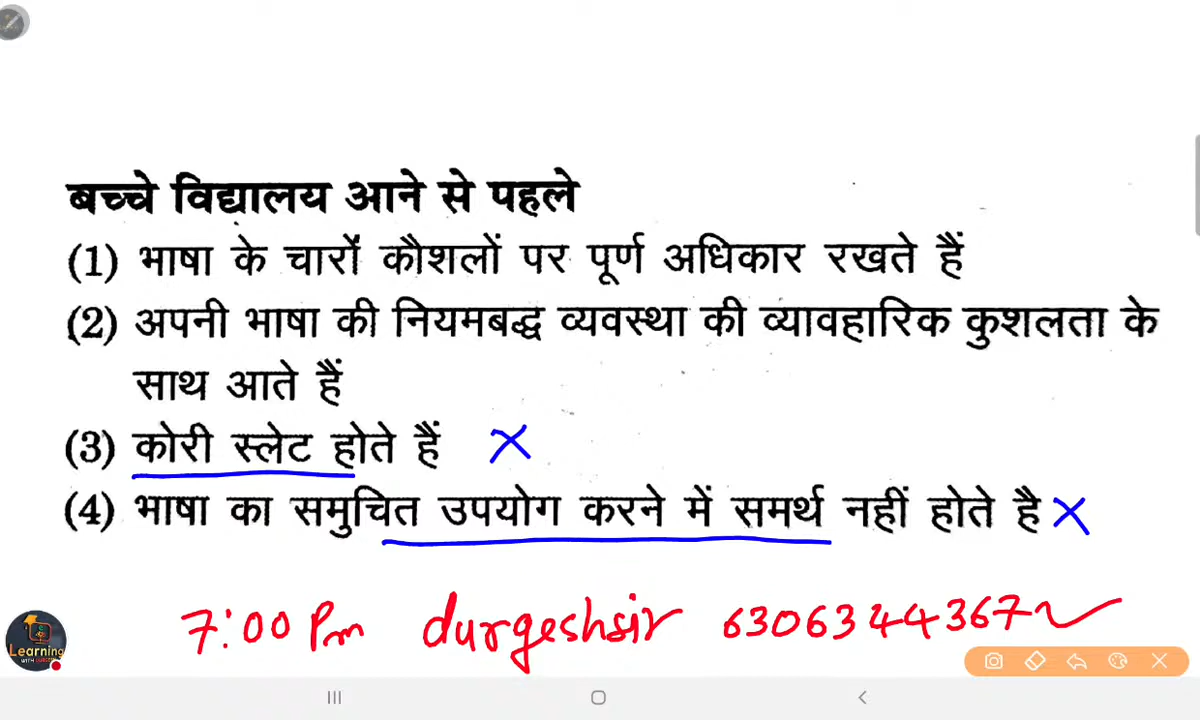 बच्चे विद्यालय आने से पहले
(1) भाषा के चारों कौशलों पर पूर्ण अधिकार रखते हैं
(2) अपनी भाषा की नियमबद्ध व्यवस्था की व्यावहारिक कुशलता के
साथ आते हैं
(3) कोरी स्लेट होते हैं
(4) भाषा का समुचित उपयोग करने में समर्थ नहीं होते है
7:00 Pm durgeshsir 6306344367
Learning